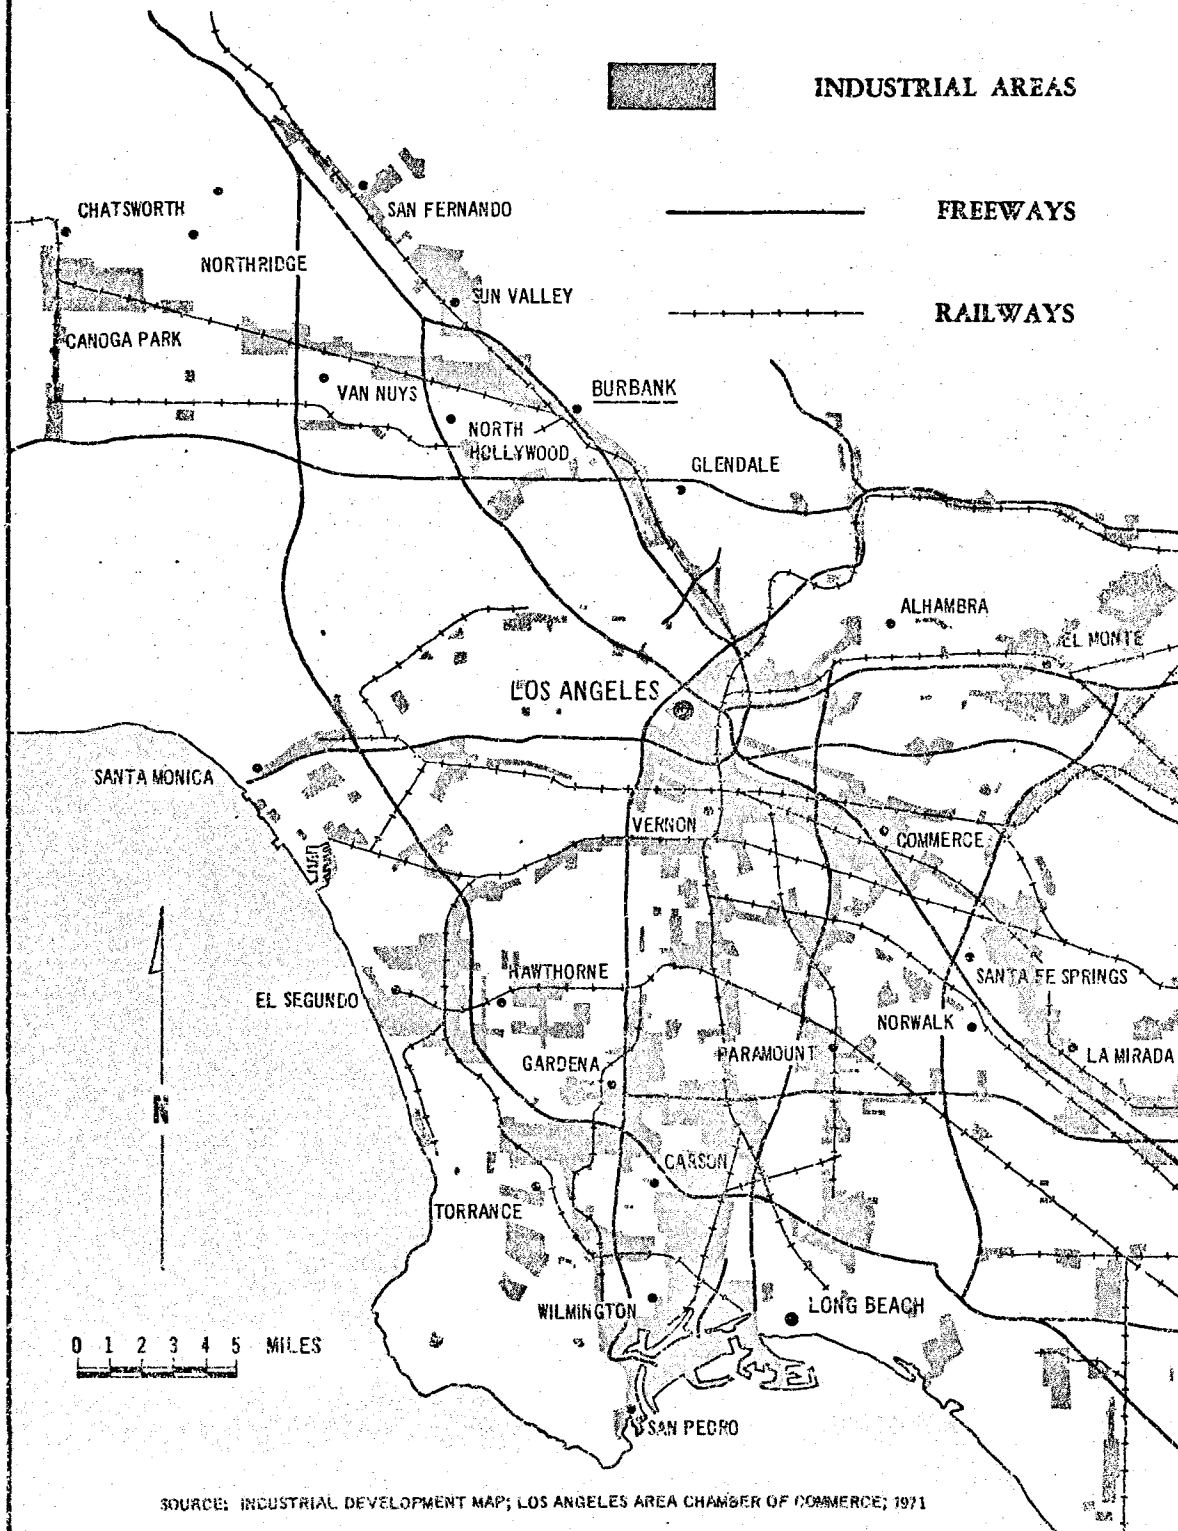 INDUSTRIAL AREAS
CHATSWORTH
SAN FERNANDO
FREEWAYS
NORTHRIDGE
SUN VALLEY
RAILWAYS
CANOGA PARK
VAN NUYS
BURBANK
NORTH
HOLLYWOOD
GLENDALE
ALHAMBRA
EL MONTE
LOS ANGELES
SANTA MONICA
VERNON
COMMERCE
HAWTHORNE
SANTA FE SPRINGS
EL SEGUNDO
NORWALK
GARDENA
PARAMOUNT
LA MIRADA
N
CARSON
TORRANCE
WILMINGTON
LONG BEACH
0 1 2 3 4 5 MILES
SAN PEDRO
SOURCE: INDUSTRIAL DEVELOPMENT MAP; LOS ANGELES AREA CHAMBER OF COMMERCE; 1971